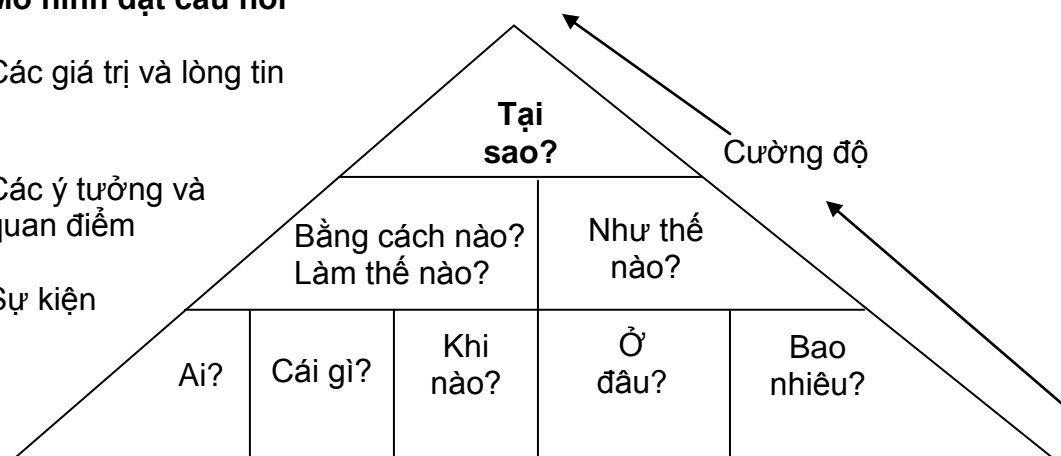 Mô hình đặt câu hỏi
Các giá trị và lòng tin
Tại
sao?
Cường độ
Các ý tưởng và
quan điểm
Bằng cách nào?
Làm thế nào?
Như thế
nào?
Sự kiện
Ai?
Cái gì?
Khi
nào?
Ở
đâu?
Bao
nhiêu?